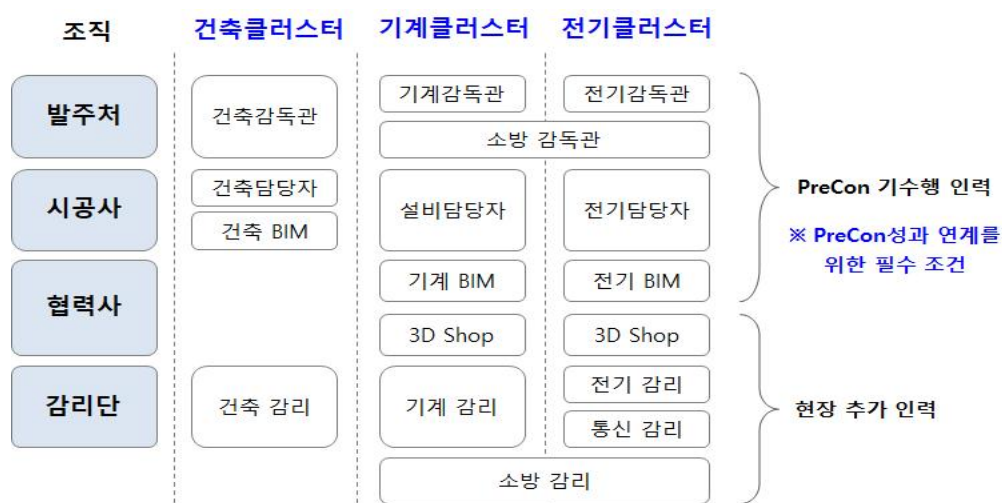 조직 건축클러스터 기계클러스터 전기클러스터
발주처 건축감독관 기계감독관 전기감독관
소방 감독관
시공사 건축담당자 설비담당자 전기담당자
건축 BIM
PreCon 기수행 인력
※ PreCon성과 연계를
위한 필수 조건
협력사 기계 BIM 전기 BIM
3D Shop 3D Shop
감리단 건축 감리 기계 감리 전기 감리
통신 감리
현장 추가 인력
소방 감리